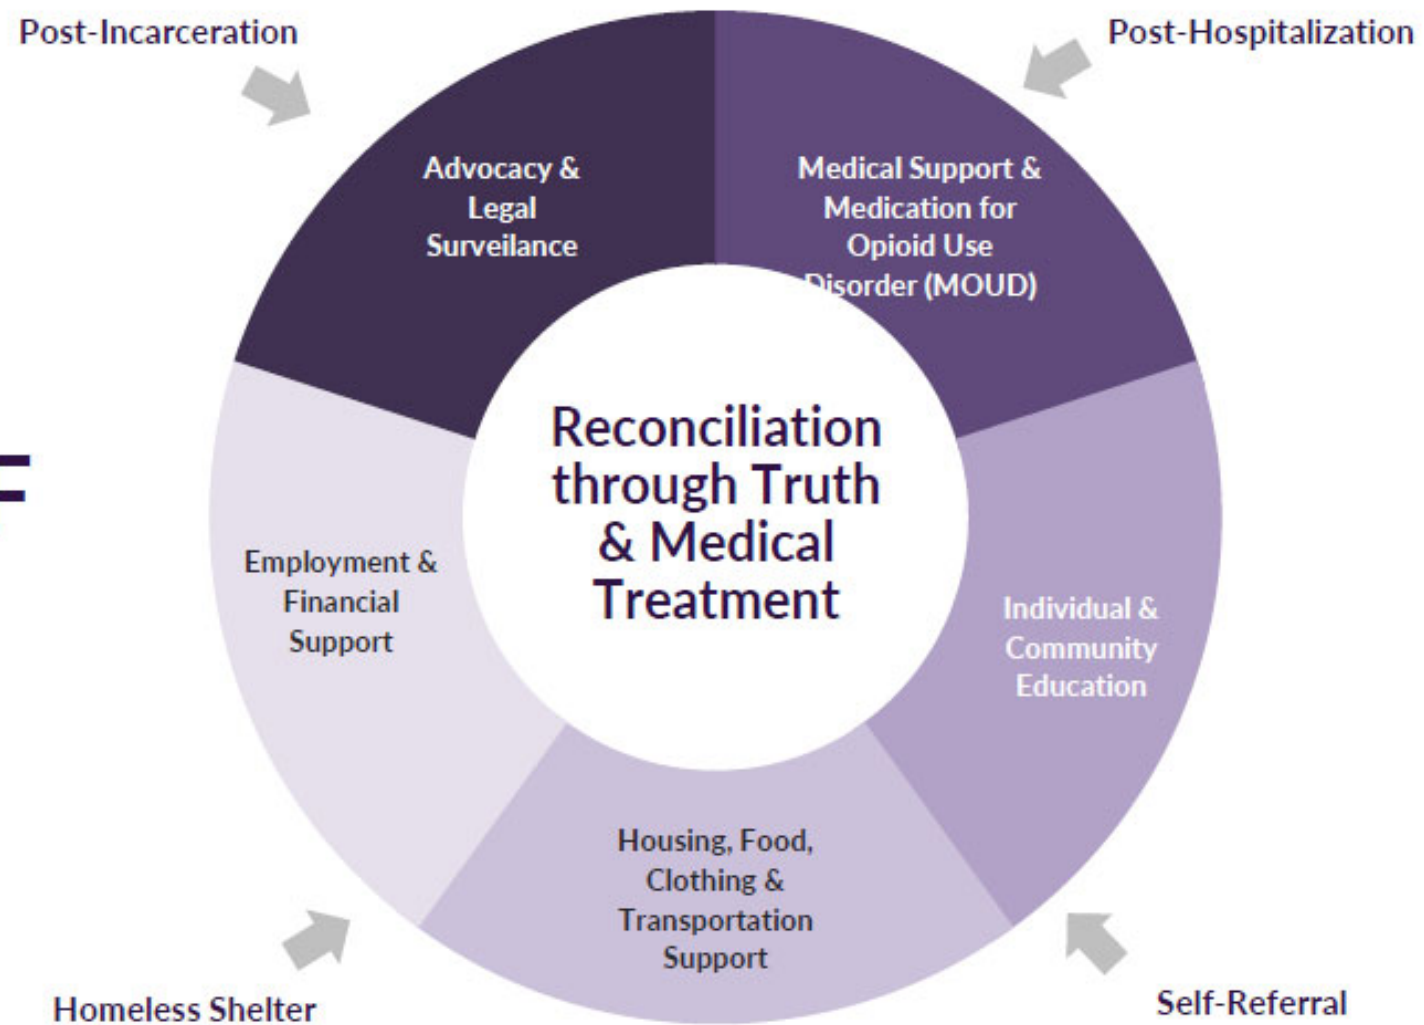 Post-Incarceration
Post-Hospitalization
Advocacy &
Legal
Surveilance
Medical Support &
Medication for
Opioid Use
Disorder (MOUD)
F
Reconciliation
through Truth
& Medical
Treatment
Employment &
Financial
Support
Individual &
Community
Education
Housing, Food,
Clothing &
Transportation
Support
Homeless Shelter
Self-Referral